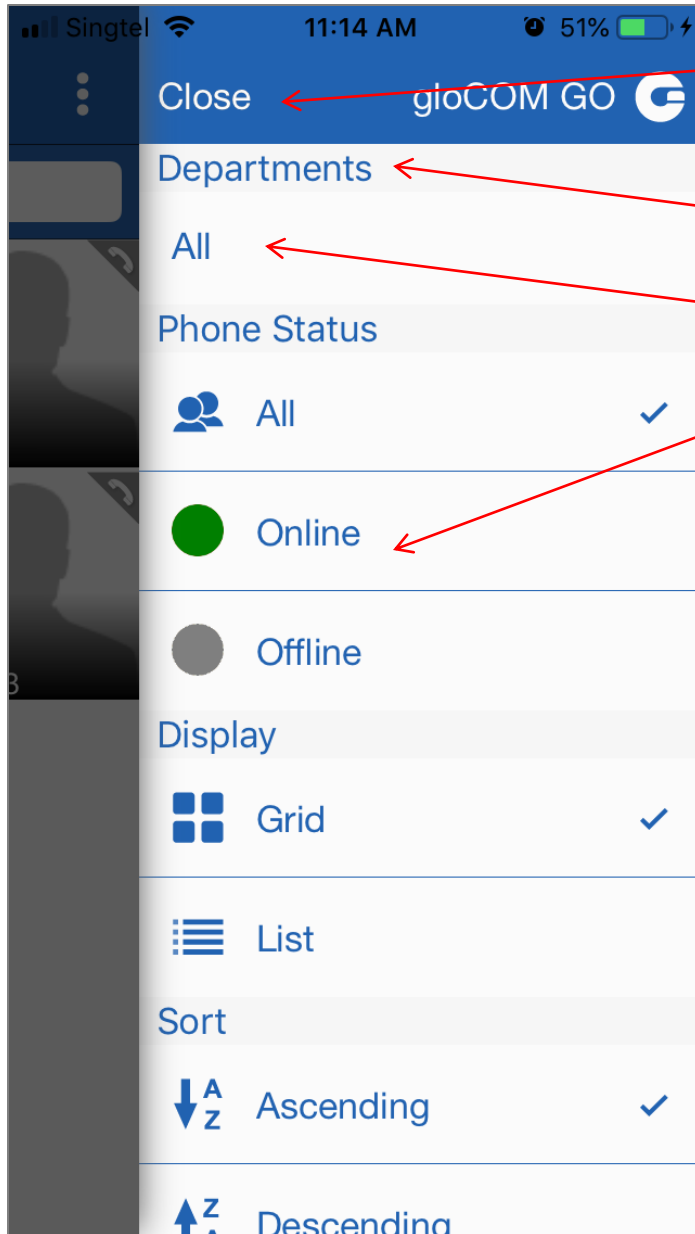 Singtel 11:14 AM 51%
Close gloCOM GO G
Departments
All
Phone Status
All
Online
Offline
3
Display
Grid
List
Sort
A
Z
Ascending
Z
A
Descending